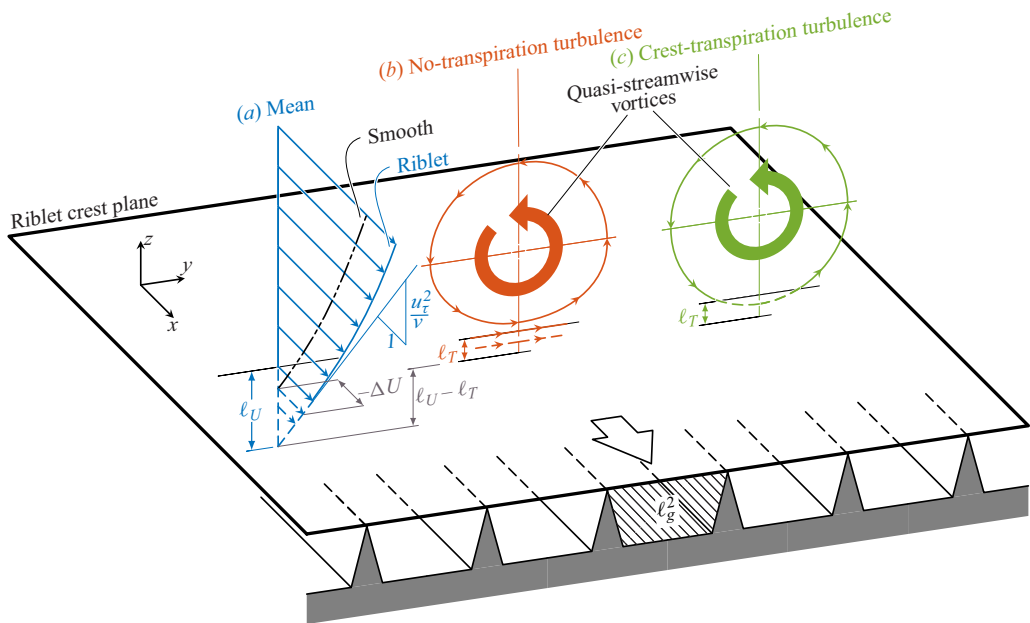 (b) No-transpiration turbulence
(c) Crest-transpiration turbulence
(a) Mean
Quasi-streamwise
vortices
Smooth
Riblet
Riblet crest plane
z
y
x
u_τ^2
ν
1
ℓ_T
ℓ_T
−ΔU
ℓ_U
ℓ_U − ℓ_T
ℓ_g^2